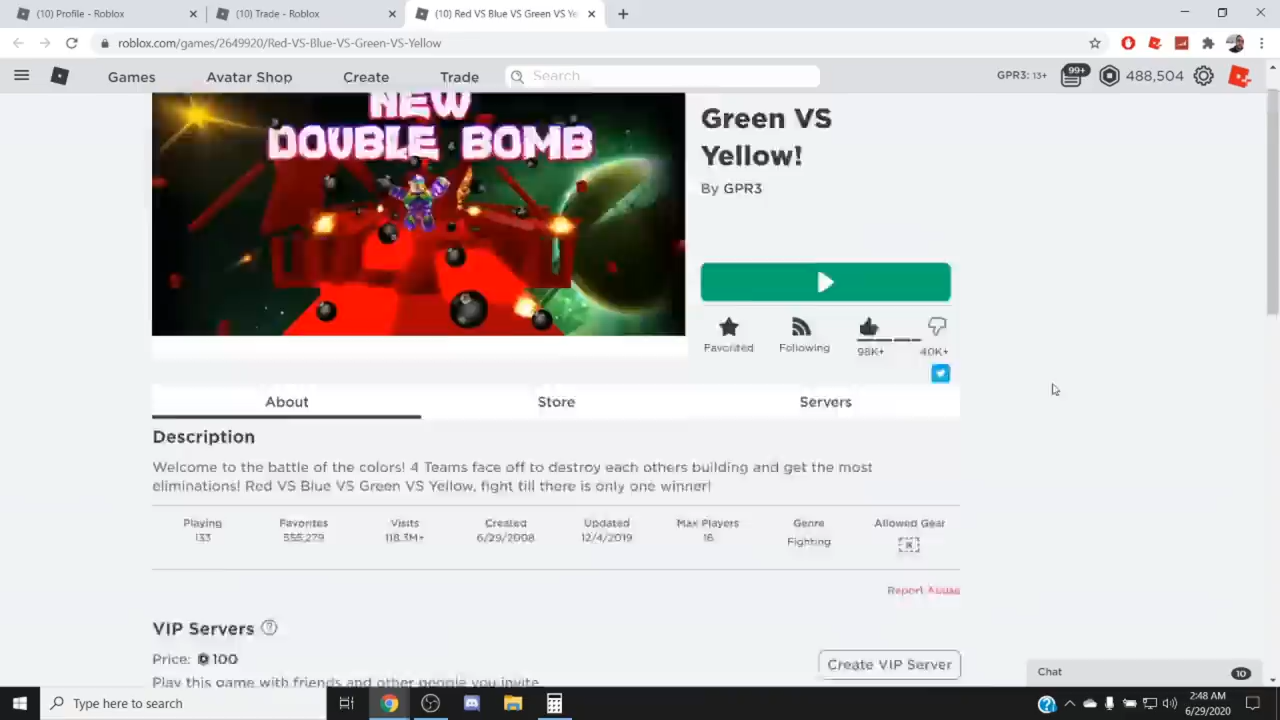 (10) Profile - Roblox
(10) Trade - Roblox
(10) Red VS Blue VS Green VS Ye
roblox.com/games/2649920/Red-VS-Blue-VS-Green-VS-Yellow
Games Avatar Shop Create Trade Search GPR3: 13+ 99+ 488,504
NEW
DOUBLE BOMB
Green VS
Yellow!
By GPR3
Favorited Following 98K+ 40K+
About Store Servers
Description
Welcome to the battle of the colors! 4 Teams face off to destroy each others building and get the most
eliminations! Red VS Blue VS Green VS Yellow, fight till there is only one winner!
Playing Favorites Visits Created Updated Max Players Genre Allowed Gear
133 555,279 118.3M+ 6/29/2008 12/4/2019 16 Fighting
Report Abuse
VIP Servers
Price: 100
Create VIP Server
Play this game with friends and other people you invite
Chat 10
Type here to search
2:48 AM
6/29/2020